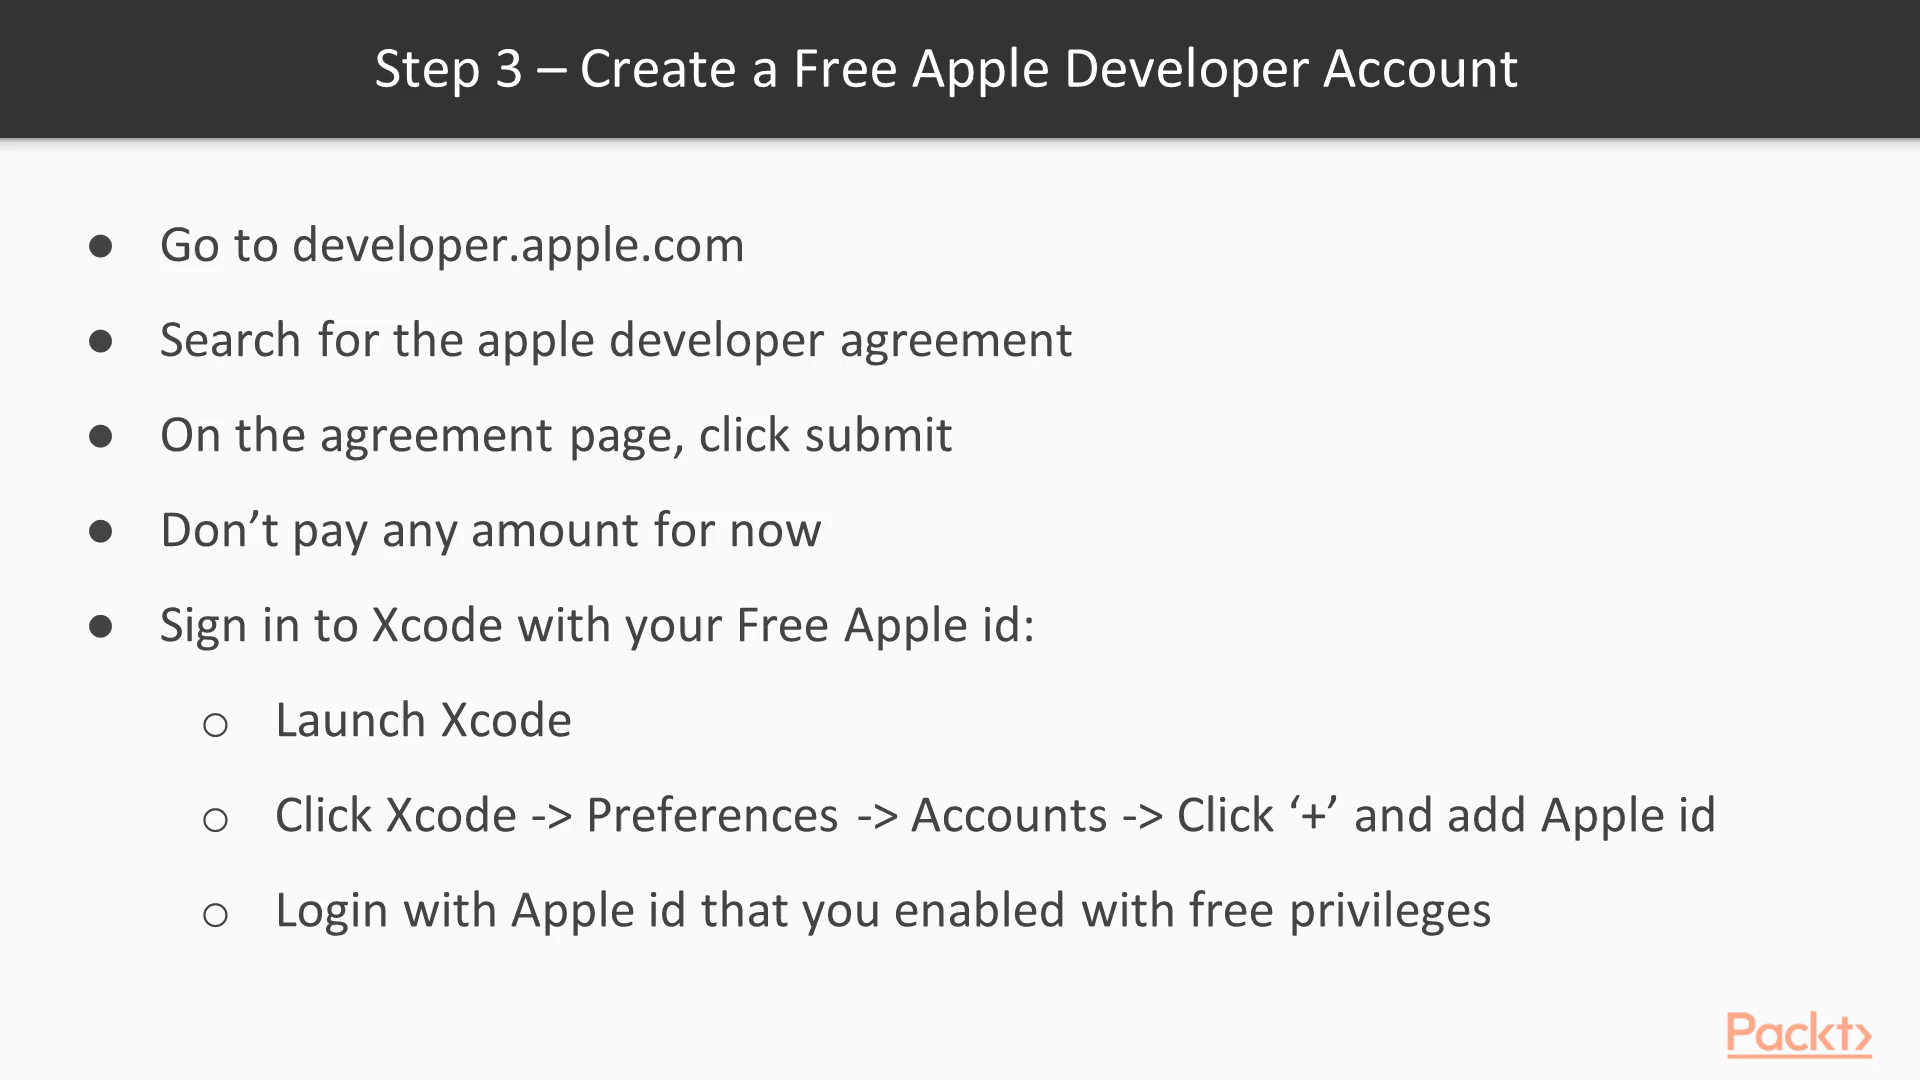 Step 3 – Create a Free Apple Developer Account
● Go to developer.apple.com
● Search for the apple developer agreement
● On the agreement page, click submit
● Don’t pay any amount for now
● Sign in to Xcode with your Free Apple id:
○ Launch Xcode
○ Click Xcode -> Preferences -> Accounts -> Click ‘+’ and add Apple id
○ Login with Apple id that you enabled with free privileges
Packt>